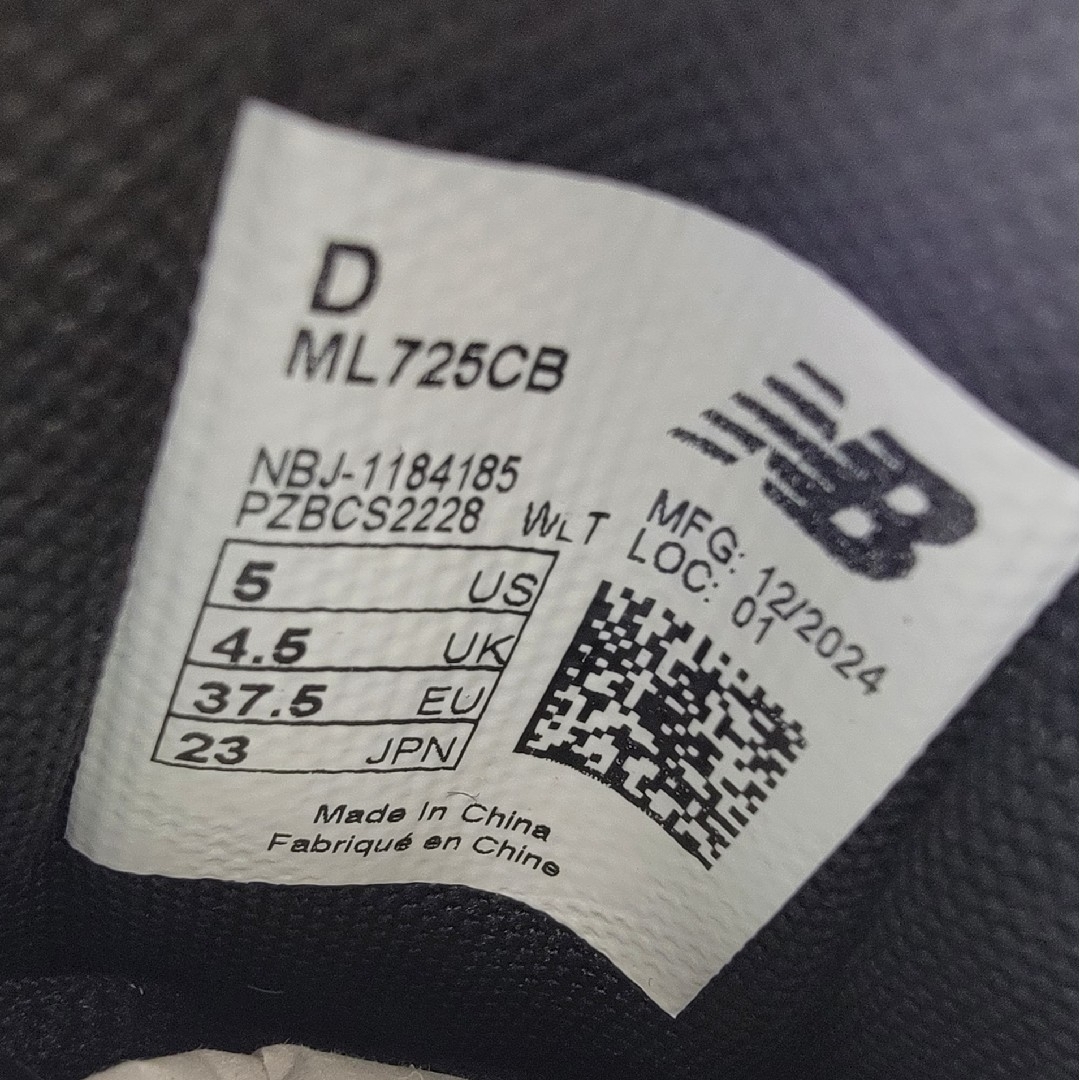 D
ML725CB
NBJ-1184185
PZBCS2228 WLT
5 US
4.5 UK
37.5 EU
23 JPN
Made In China
Fabriqué en Chine
NB
MFG: 12/2024
LOC: 01